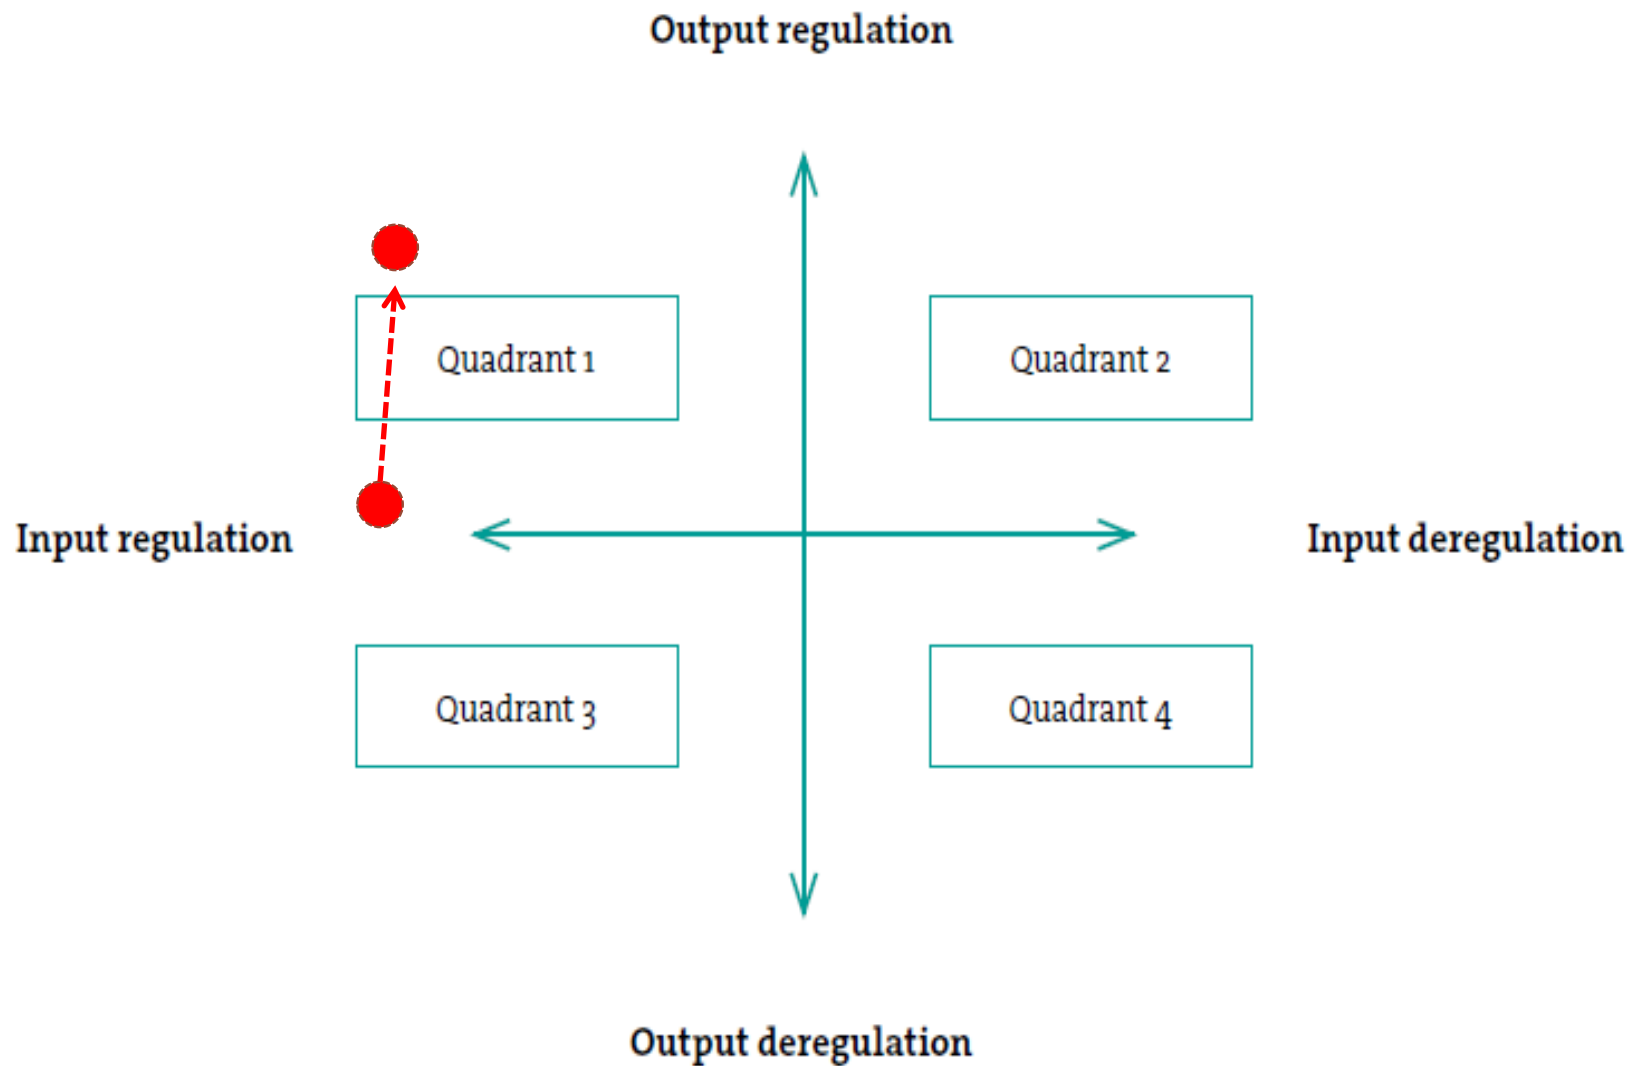 Output regulation
Quadrant 1
Quadrant 2
Input regulation
Input deregulation
Quadrant 3
Quadrant 4
Output deregulation